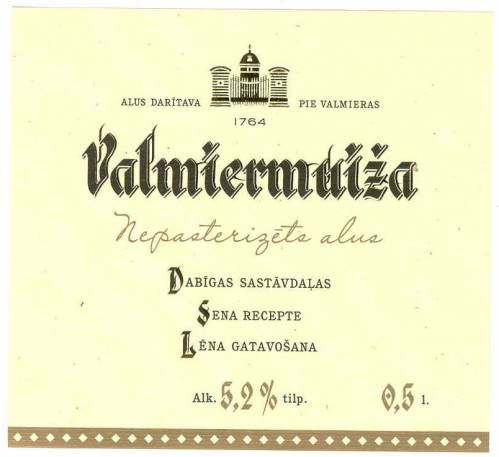 ALUS DARĪTAVA PIE VALMIERAS
1764
Valmiermuiža
Nepasterizēts alus
DABĪGAS SASTĀVDAĻAS
SENA RECEPTE
LĒNA GATAVOŠANA
Alk. 5,2% tilp. 0,5 l.